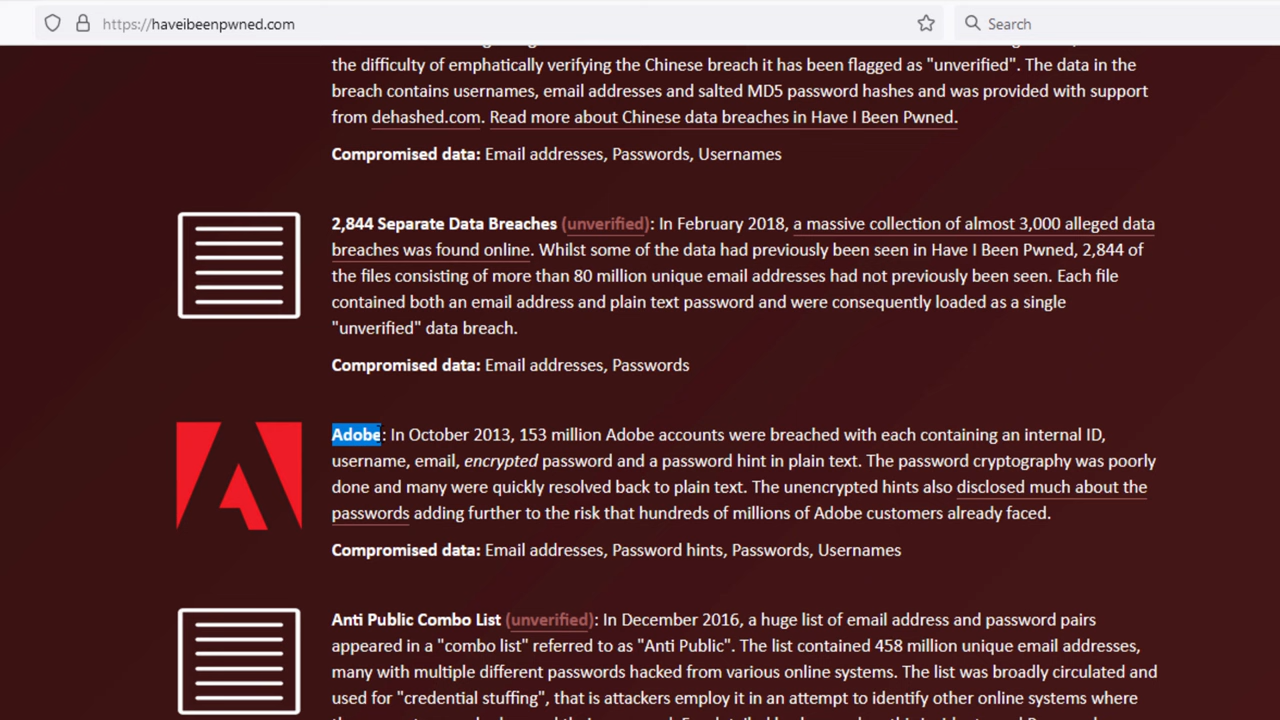 https://haveibeenpwned.com
Search
the difficulty of emphatically verifying the Chinese breach it has been flagged as "unverified". The data in the
breach contains usernames, email addresses and salted MD5 password hashes and was provided with support
from dehashed.com. Read more about Chinese data breaches in Have I Been Pwned.
Compromised data: Email addresses, Passwords, Usernames
2,844 Separate Data Breaches (unverified): In February 2018, a massive collection of almost 3,000 alleged data
breaches was found online. Whilst some of the data had previously been seen in Have I Been Pwned, 2,844 of
the files consisting of more than 80 million unique email addresses had not previously been seen. Each file
contained both an email address and plain text password and were consequently loaded as a single
"unverified" data breach.
Compromised data: Email addresses, Passwords
Adobe: In October 2013, 153 million Adobe accounts were breached with each containing an internal ID,
username, email, encrypted password and a password hint in plain text. The password cryptography was poorly
done and many were quickly resolved back to plain text. The unencrypted hints also disclosed much about the
passwords adding further to the risk that hundreds of millions of Adobe customers already faced.
Compromised data: Email addresses, Password hints, Passwords, Usernames
Anti Public Combo List (unverified): In December 2016, a huge list of email address and password pairs
appeared in a "combo list" referred to as "Anti Public". The list contained 458 million unique email addresses,
many with multiple different passwords hacked from various online systems. The list was broadly circulated and
used for "credential stuffing", that is attackers employ it in an attempt to identify other online systems where